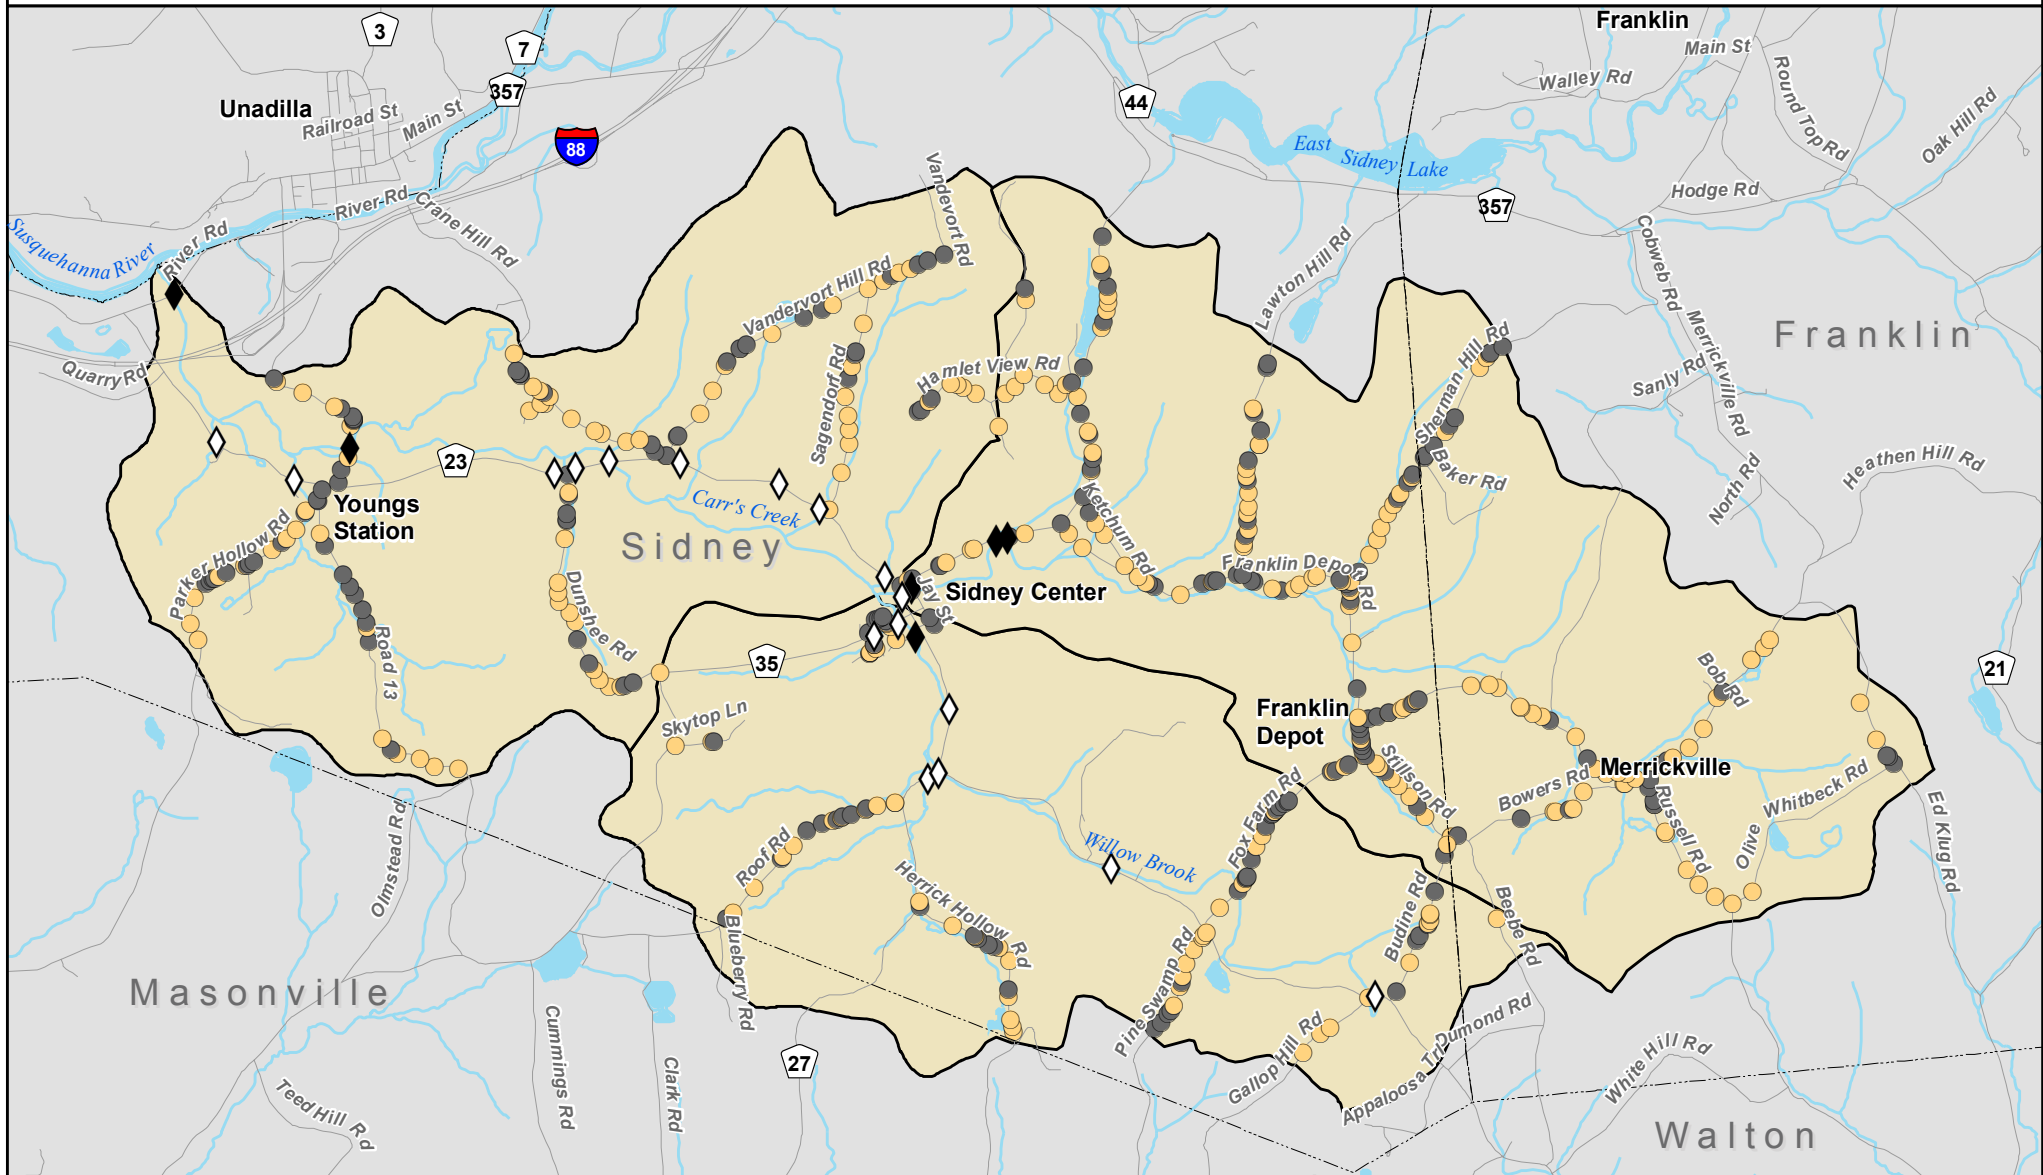 Franklin
3
7
Main St
357
Walley Rd
Round Top Rd
Unadilla
Railroad St
Main St
44
Oak Hill Rd
88
East Sidney Lake
Hodge Rd
River Rd
Crane Hill Rd
Vandevort Rd
357
Susquehanna River
River Rd
Lawton Hill Rd
Cobweb Rd
Vandervort Hill Rd
Merrickville Rd
Franklin
Quarry Rd
Sagendorf Rd
Hamlet View Rd
Sherman Hill Rd
Sanly Rd
23
Baker Rd
North Rd
Heathen Hill Rd
Youngs
Station
Carr's Creek
Ketchum Rd
Parker Hollow Rd
Sidney
Franklin Depot Rd
Dunshee Rd
Jay St
Sidney Center
Road 13
35
21
Bob Rd
Skytop Ln
Franklin
Depot
Stillson Rd
Bowers Rd
Merrickville
Whitbeck Rd
Olmstead Rd
Fox Farm Rd
Russell Rd
Olive
Ed Klug Rd
Roof Rd
Willow Brook
Herrick Hollow Rd
Budine Rd
Beebe Rd
Blueberry Rd
Pine Swamp Rd
Masonville
Cummings Rd
Clark Rd
27
Gallop Hill Rd
Dumond Rd
Appaloosa Trl
White Hill Rd
Teed Hill Rd
Walton